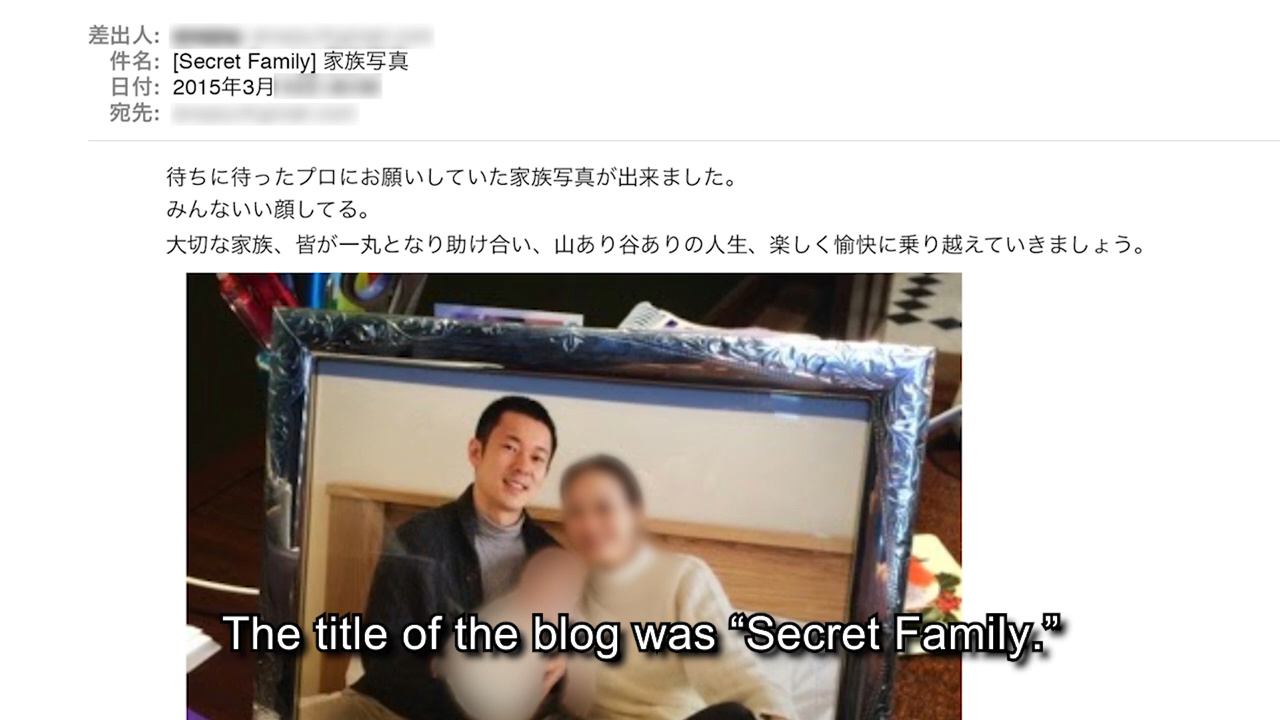 差出人:
件名: [Secret Family] 家族写真
日付: 2015年3月
宛先:
待ちに待ったプロにお願いしていた家族写真が出来ました。
みんないい顔してる。
大切な家族、皆が一丸となり助け合い、山あり谷ありの人生、楽しく愉快に乗り越えていきましょう。
The title of the blog was “Secret Family.”